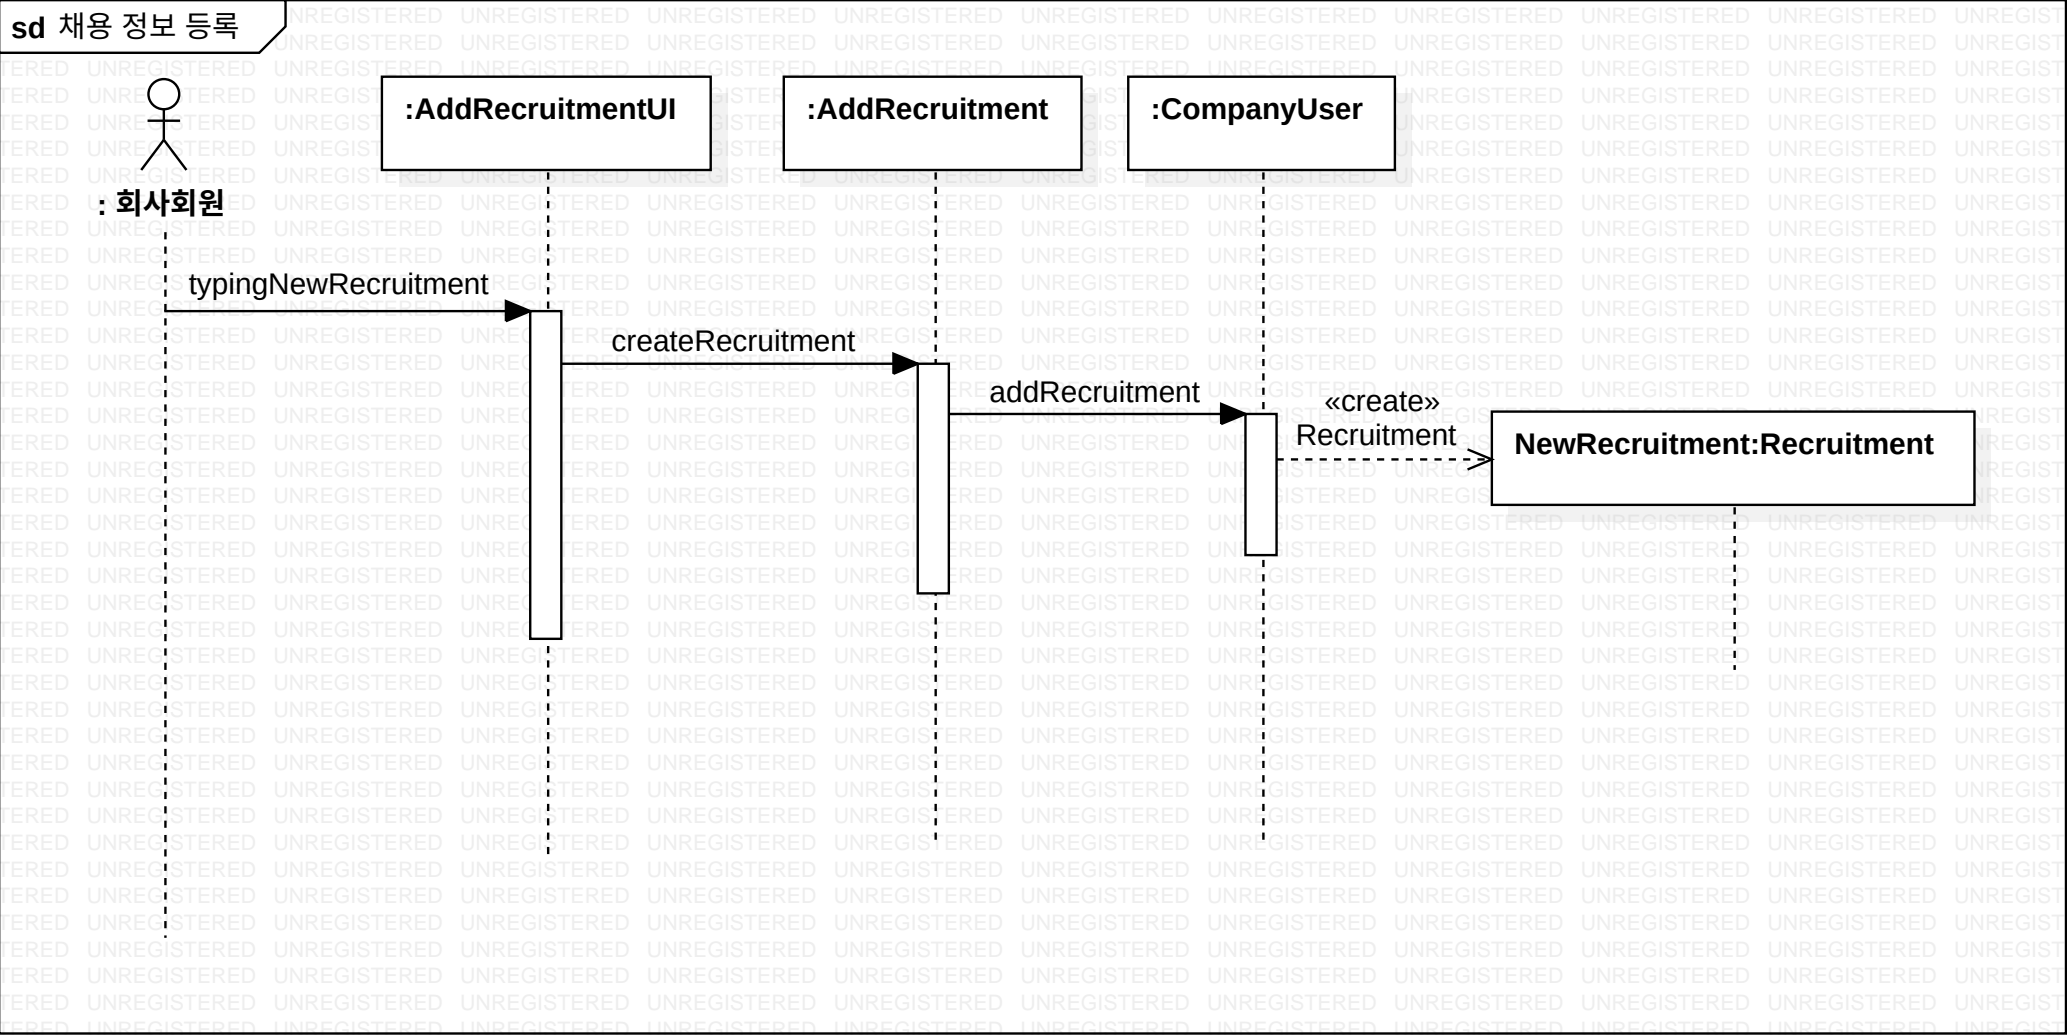 sd 채용 정보 등록
:AddRecruitmentUI
:AddRecruitment
:CompanyUser
: 회사회원
typingNewRecruitment
createRecruitment
addRecruitment
«create»
Recruitment
NewRecruitment:Recruitment
UNREGISTERED